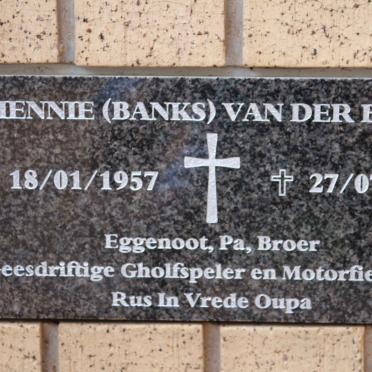 HENNIE (BANKS) VAN DER
18/01/1957 27/0
Eggenoot, Pa, Broer
eesdriftige Gholfspeler en Motorfie
Rus In Vrede Oupa